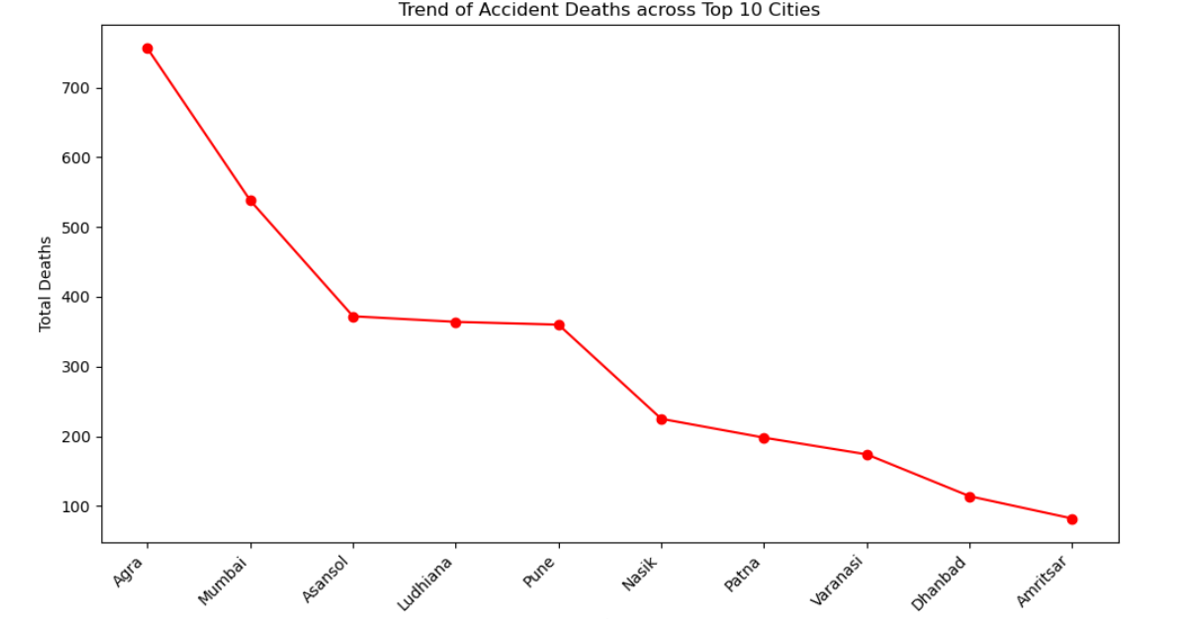 Trend of Accident Deaths across Top 10 Cities
Total Deaths
700
600
500
400
300
200
100
Agra
Mumbai
Asansol
Ludhiana
Pune
Nasik
Patna
Varanasi
Dhanbad
Amritsar